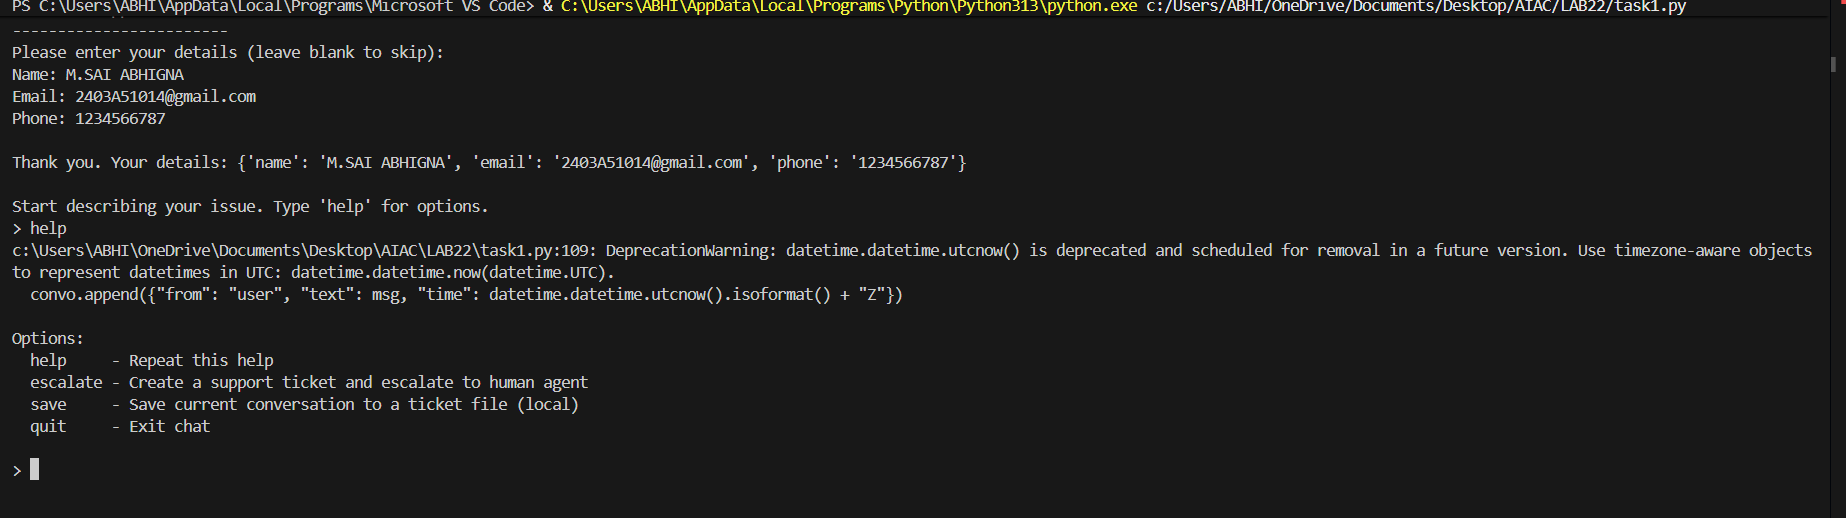 PS C:\Users\ABHI\AppData\Local\Programs\Microsoft VS Code> & C:\Users\ABHI\AppData\Local\Programs\Python\Python313\python.exe c:/Users/ABHI/OneDrive/Documents/Desktop/AIAC/LAB22/task1.py
------------------------
Please enter your details (leave blank to skip):
Name: M.SAI ABHIGNA
Email: 2403A51014@gmail.com
Phone: 1234566787
Thank you. Your details: {'name': 'M.SAI ABHIGNA', 'email': '2403A51014@gmail.com', 'phone': '1234566787'}
Start describing your issue. Type 'help' for options.
> help
c:\Users\ABHI\OneDrive\Documents\Desktop\AIAC\LAB22\task1.py:109: DeprecationWarning: datetime.datetime.utcnow() is deprecated and scheduled for removal in a future version. Use timezone-aware objects
to represent datetimes in UTC: datetime.datetime.now(datetime.UTC).
convo.append({"from": "user", "text": msg, "time": datetime.datetime.utcnow().isoformat() + "Z"})
Options:
help     - Repeat this help
escalate - Create a support ticket and escalate to human agent
save     - Save current conversation to a ticket file (local)
quit     - Exit chat
>